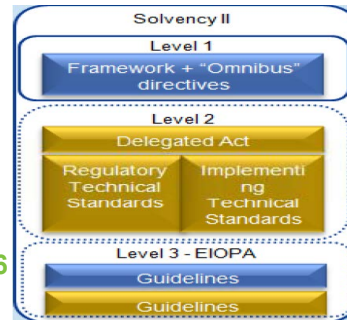 Solvency II
Level 1
Framework + "Omnibus"
directives
Level 2
Delegated Act
Regulatory
Technical
Standards
Implementi
ng
Technical
Standards
6
Level 3 - EIOPA
Guidelines
Guidelines